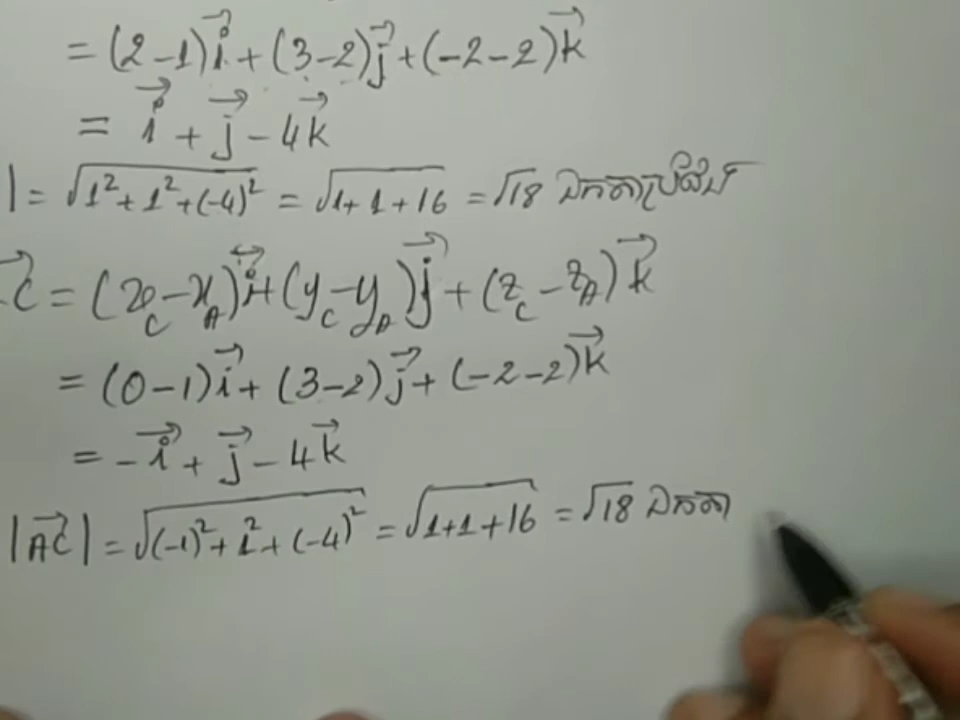 = (2-1)i⃗ + (3-2)j⃗ + (-2-2)k⃗
= i⃗ + j⃗ - 4k⃗
| = √(1² + 1² + (-4)²) = √(1+1+16) = √18 ឯកតាប្រវែង
C⃗ = (x_C - x_A)i⃗ + (y_C - y_A)j⃗ + (z_C - z_A)k⃗
= (0-1)i⃗ + (3-2)j⃗ + (-2-2)k⃗
= -i⃗ + j⃗ - 4k⃗
|AC⃗| = √((-1)² + 1² + (-4)²) = √(1+1+16) = √18 ឯកតា